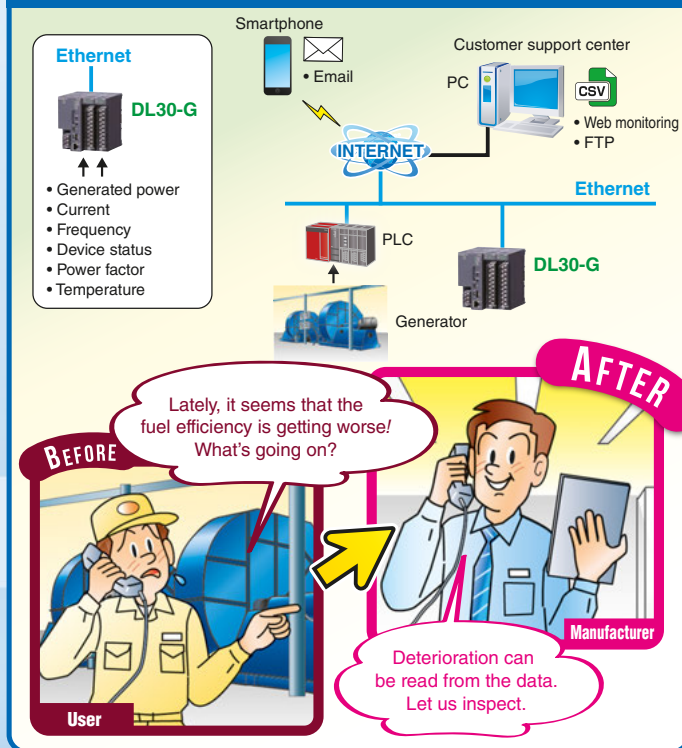 Ethernet
DL30-G
• Generated power
• Current
• Frequency
• Device status
• Power factor
• Temperature
Smartphone
• Email
Customer support center
PC
CSV
• Web monitoring
• FTP
INTERNET
Ethernet
PLC
DL30-G
Generator
BEFORE
Lately, it seems that the
fuel efficiency is getting worse!
What's going on?
User
AFTER
Manufacturer
Deterioration can
be read from the data.
Let us inspect.